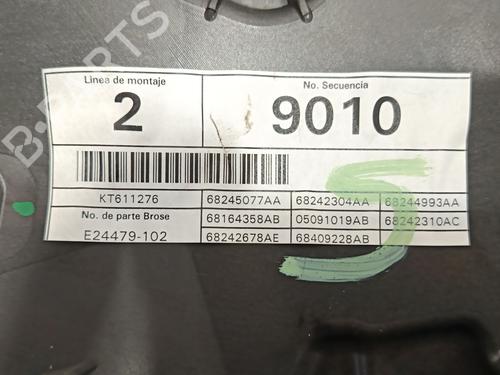 B-PARTS
Linea de montaje
No. Secuencia
2
9010
KT611276
68245077AA
68242304AA
68244993AA
No. de parte Brose
68164358AB
05091019AB
68242310AC
E24479-102
68242678AE
68409228AB
5